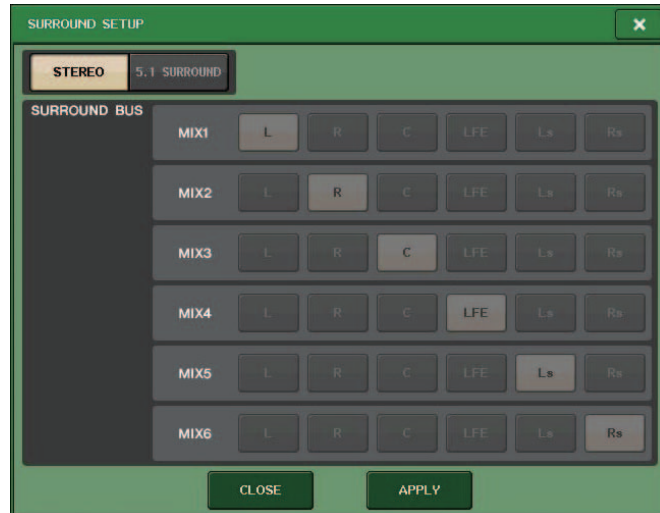 SURROUND SETUP ×
STEREO 5.1 SURROUND
SURROUND BUS
MIX1 L R C LFE Ls Rs
MIX2 L R C LFE Ls Rs
MIX3 L R C LFE Ls Rs
MIX4 L R C LFE Ls Rs
MIX5 L R C LFE Ls Rs
MIX6 L R C LFE Ls Rs
CLOSE APPLY